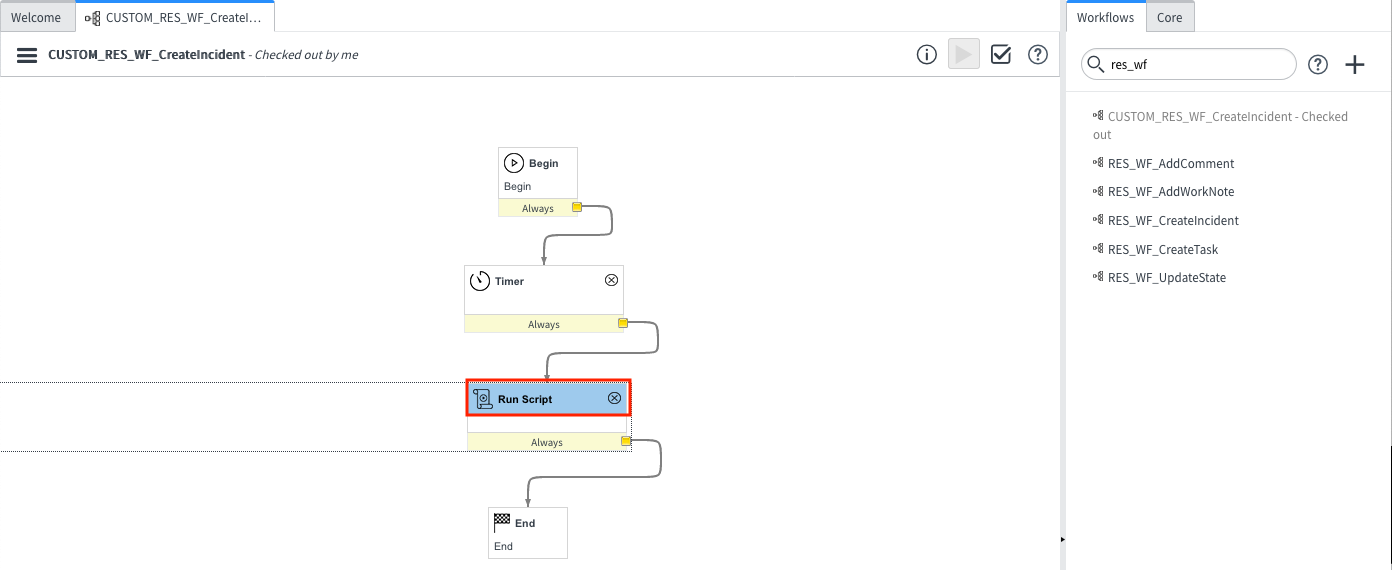 Welcome
CUSTOM_RES_WF_CreateI...
CUSTOM_RES_WF_CreateIncident - Checked out by me
Begin
Begin
Always
Timer
Always
Run Script
Always
End
End
Workflows
Core
res_wf
CUSTOM_RES_WF_CreateIncident - Checked
out
RES_WF_AddComment
RES_WF_AddWorkNote
RES_WF_CreateIncident
RES_WF_CreateTask
RES_WF_UpdateState